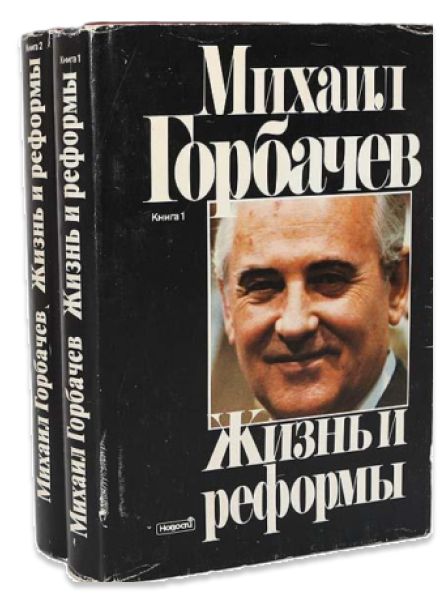 Книга 2
Михаил Горбачев Жизнь и реформы
Книга 1
Михаил Горбачев Жизнь и реформы
Михаил
Горбачев
Книга 1
Жизнь и
реформы
Новости